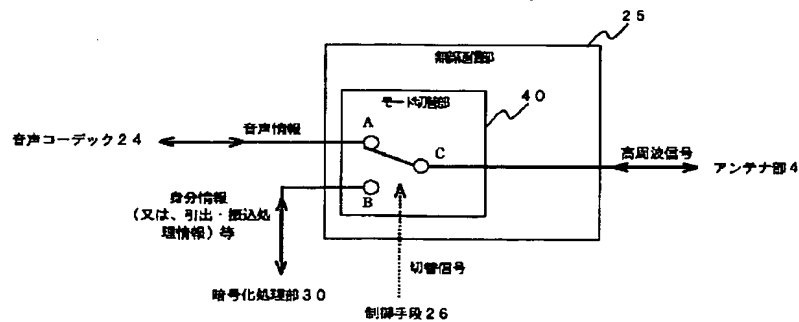 25
無線通信部
モード切替部
40
A
音声情報
音声コーデック24
C
高周波信号
アンテナ部4
身分情報
(又は、引出・振込処
理情報)等
B
切替信号
暗号化処理部30
制御手段26